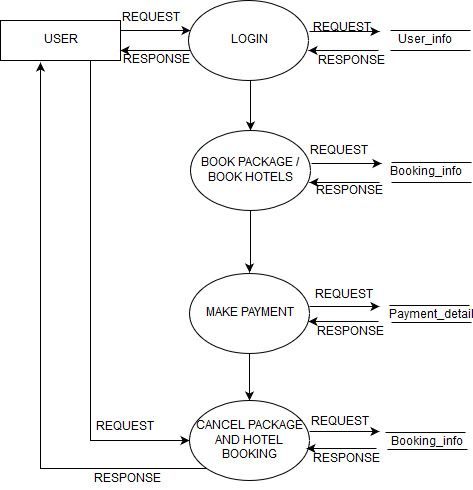 REQUEST
REQUEST
USER
LOGIN
User_info
RESPONSE
RESPONSE
REQUEST
BOOK PACKAGE /
BOOK HOTELS
Booking_info
RESPONSE
REQUEST
MAKE PAYMENT
Payment_detail
RESPONSE
REQUEST
REQUEST
CANCEL PACKAGE
AND HOTEL
BOOKING
Booking_info
RESPONSE
RESPONSE